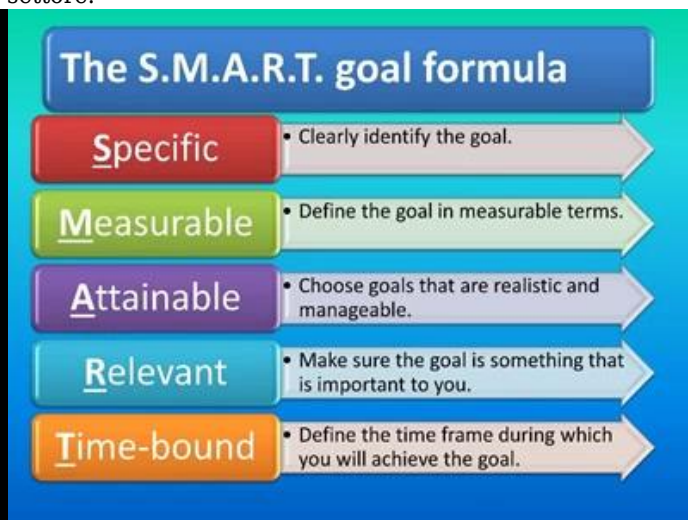 settore.
The S.M.A.R.T. goal formula
Specific
• Clearly identify the goal.
Measurable
• Define the goal in measurable terms.
Attainable
• Choose goals that are realistic and
manageable.
Relevant
• Make sure the goal is something that
is important to you.
Time-bound
• Define the time frame during which
you will achieve the goal.